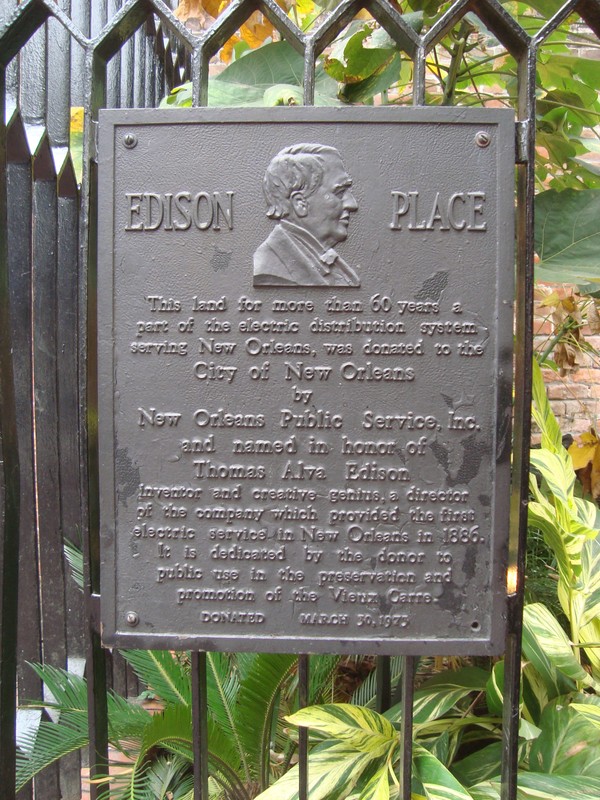 EDISON PLACE
This land for more than 60 years a
part of the electric distribution system
serving New Orleans, was donated to the
City of New Orleans
by
New Orleans Public Service, Inc.
and named in honor of
Thomas Alva Edison
inventor and creative genius, a director
of the company which provided the first
electric service in New Orleans in 1886.
It is dedicated by the donor to
public use in the preservation and
promotion of the Vieux Carre.
DONATED MARCH 30, 1973